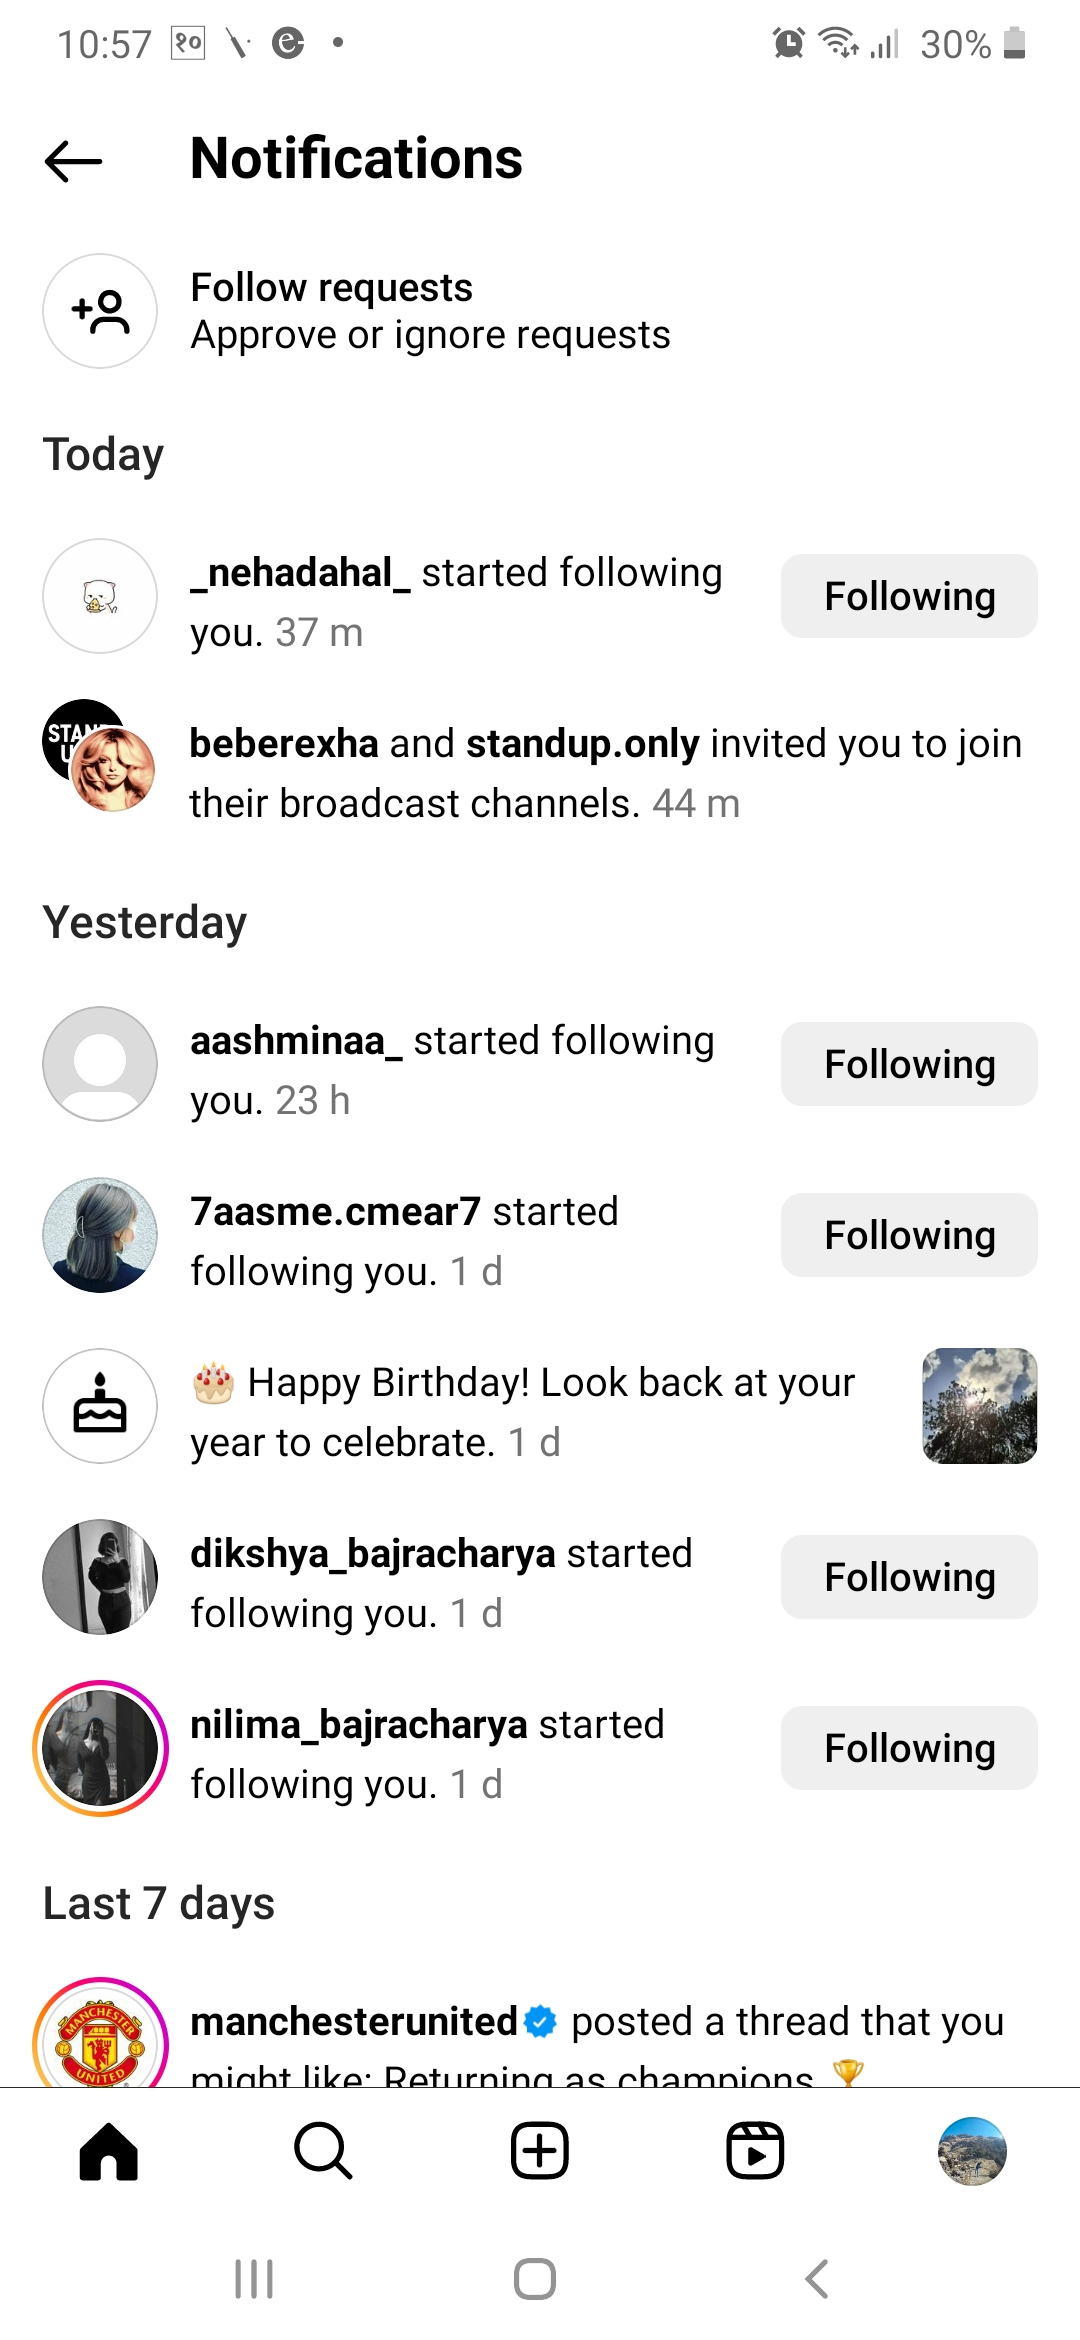 10:57 १० 30%
Notifications
Follow requests
Approve or ignore requests
Today
_nehadahal_ started following
you. 37 m
Following
STAND
U
beberexha and standup.only invited you to join
their broadcast channels. 44 m
Yesterday
aashminaa_ started following
you. 23 h
Following
7aasme.cmear7 started
following you. 1 d
Following
🎂 Happy Birthday! Look back at your
year to celebrate. 1 d
dikshya_bajracharya started
following you. 1 d
Following
nilima_bajracharya started
following you. 1 d
Following
Last 7 days
MANCHESTER
UNITED
manchesterunited posted a thread that you
might like: Returning as champions 🏆